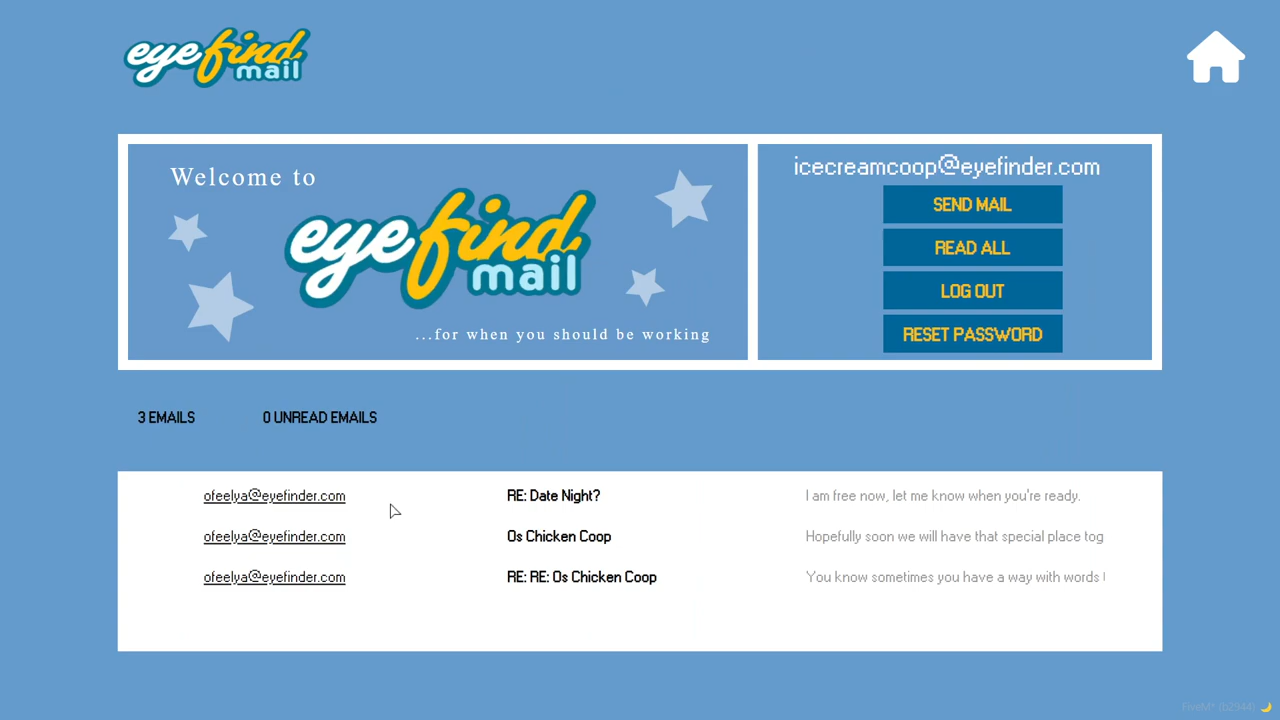 eyefind mail
Welcome to
eyefind mail
...for when you should be working
icecreamcoop@eyefinder.com
SEND MAIL
READ ALL
LOG OUT
RESET PASSWORD
3 EMAILS 0 UNREAD EMAILS
ofeelya@eyefinder.com RE: Date Night? I am free now, let me know when you're ready.
ofeelya@eyefinder.com Os Chicken Coop Hopefully soon we will have that special place tog
ofeelya@eyefinder.com RE: RE: Os Chicken Coop You know sometimes you have a way with words
FiveM* (b2944)